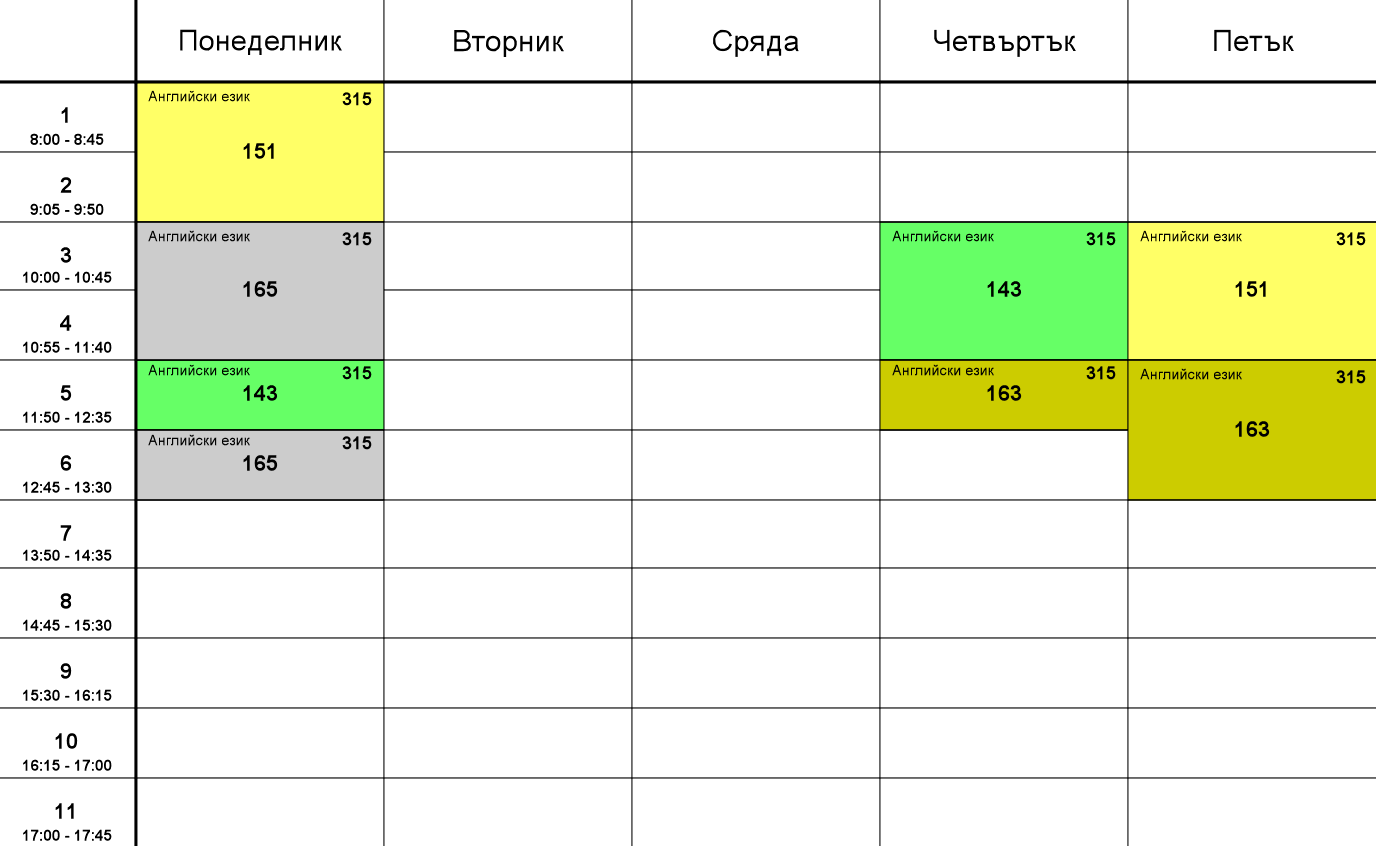 Понеделник Вторник Сряда Четвъртък Петък
1
8:00 - 8:45
Английски език 315
151
2
9:05 - 9:50
3
10:00 - 10:45
Английски език 315
165
Английски език 315
143
Английски език 315
151
4
10:55 - 11:40
5
11:50 - 12:35
Английски език 315
143
Английски език 315
163
Английски език 315
163
6
12:45 - 13:30
Английски език 315
165
7
13:50 - 14:35
8
14:45 - 15:30
9
15:30 - 16:15
10
16:15 - 17:00
11
17:00 - 17:45